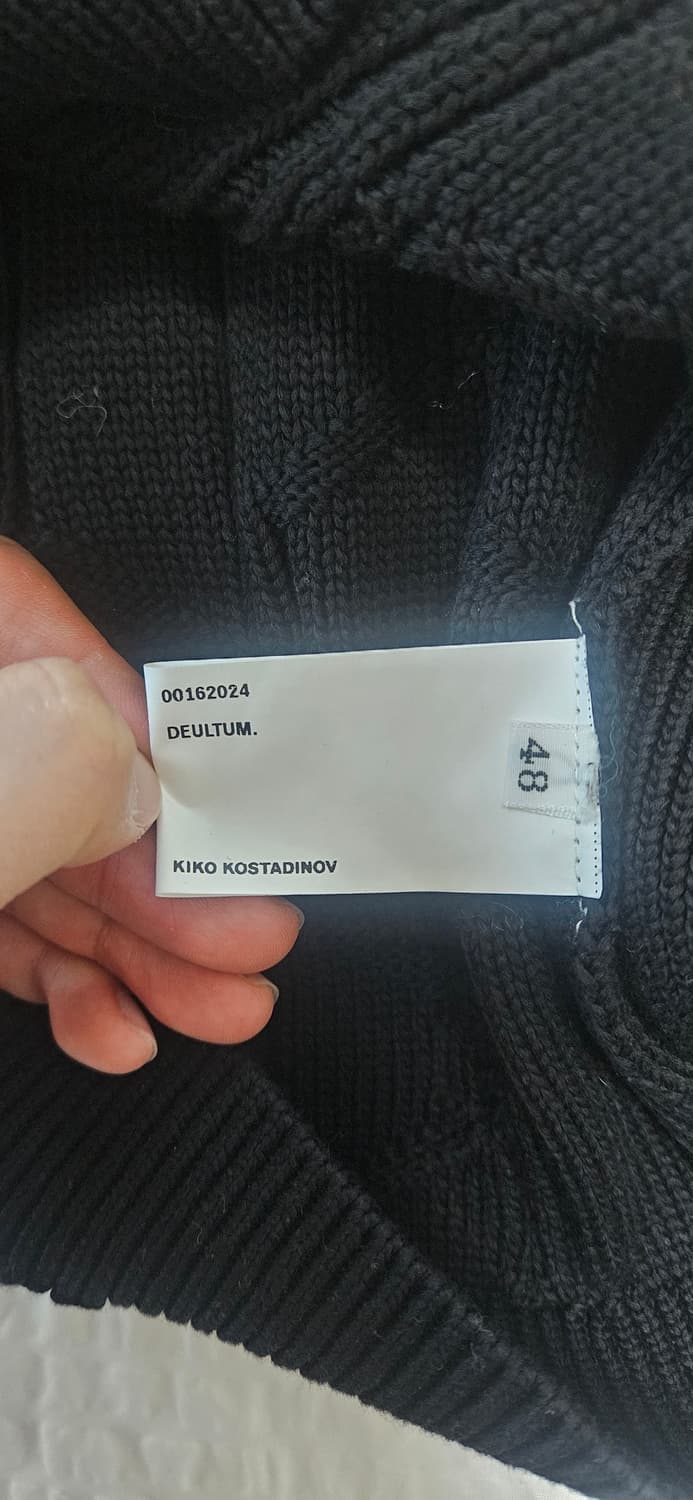 00162024
DEULTUM.
48
KIKO KOSTADINOV